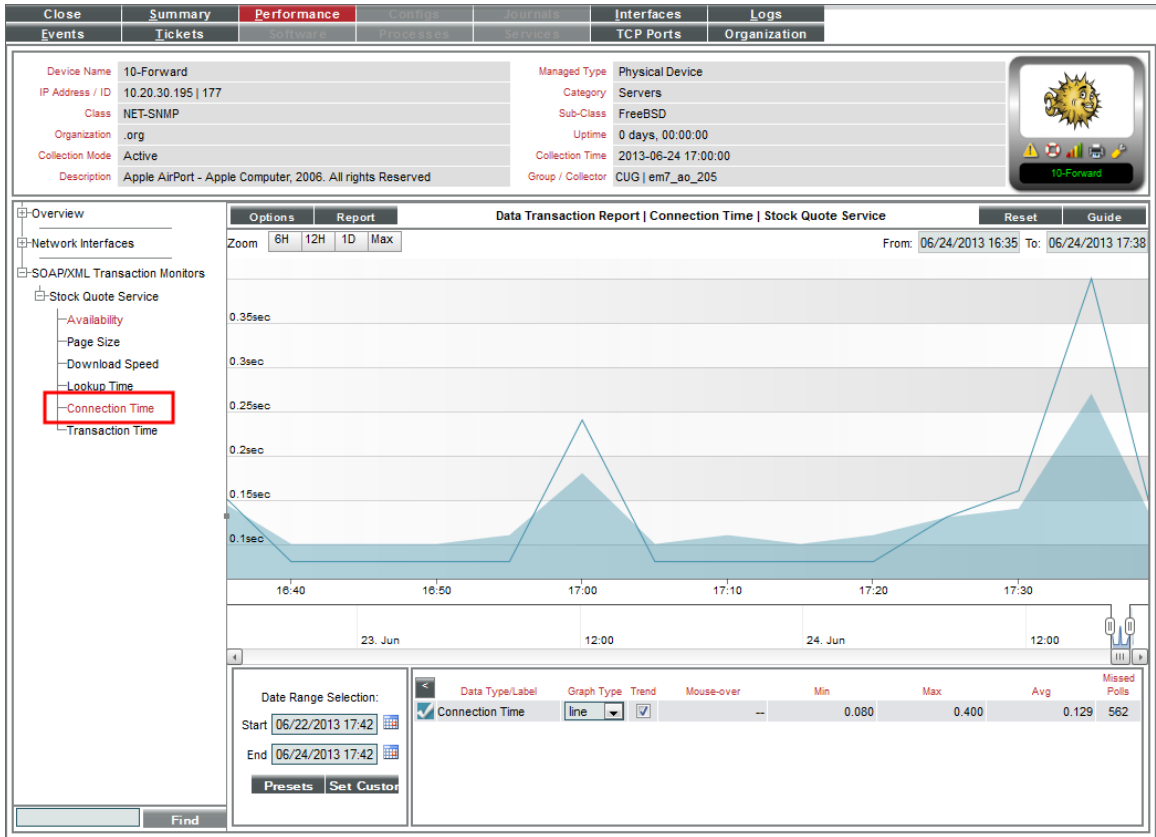 Close Summary Performance Configs Journals Interfaces Logs
Events Tickets Software Processes Services TCP Ports Organization
Device Name 10-Forward Managed Type Physical Device
IP Address / ID 10.20.30.195 | 177 Category Servers
Class NET-SNMP Sub-Class FreeBSD
Organization .org Uptime 0 days, 00:00:00
Collection Mode Active Collection Time 2013-06-24 17:00:00
Description Apple AirPort - Apple Computer, 2006. All rights Reserved Group / Collector CUG | em7_ao_205
10-Forward
Overview
Network Interfaces
SOAP/XML Transaction Monitors
Stock Quote Service
Availability
Page Size
Download Speed
Lookup Time
Connection Time
Transaction Time
Find
Options Report Data Transaction Report | Connection Time | Stock Quote Service Reset Guide
Zoom 6H 12H 1D Max From: 06/24/2013 16:35 To: 06/24/2013 17:38
0.35sec
0.3sec
0.25sec
0.2sec
0.15sec
0.1sec
16:40 16:50 17:00 17:10 17:20 17:30
23. Jun 12:00 24. Jun 12:00
Date Range Selection:
Start 06/22/2013 17:42
End 06/24/2013 17:42
Presets Set Custor
< Data Type/Label Graph Type Trend Mouse-over Min Max Avg Missed Polls
Connection Time line -- 0.080 0.400 0.129 562